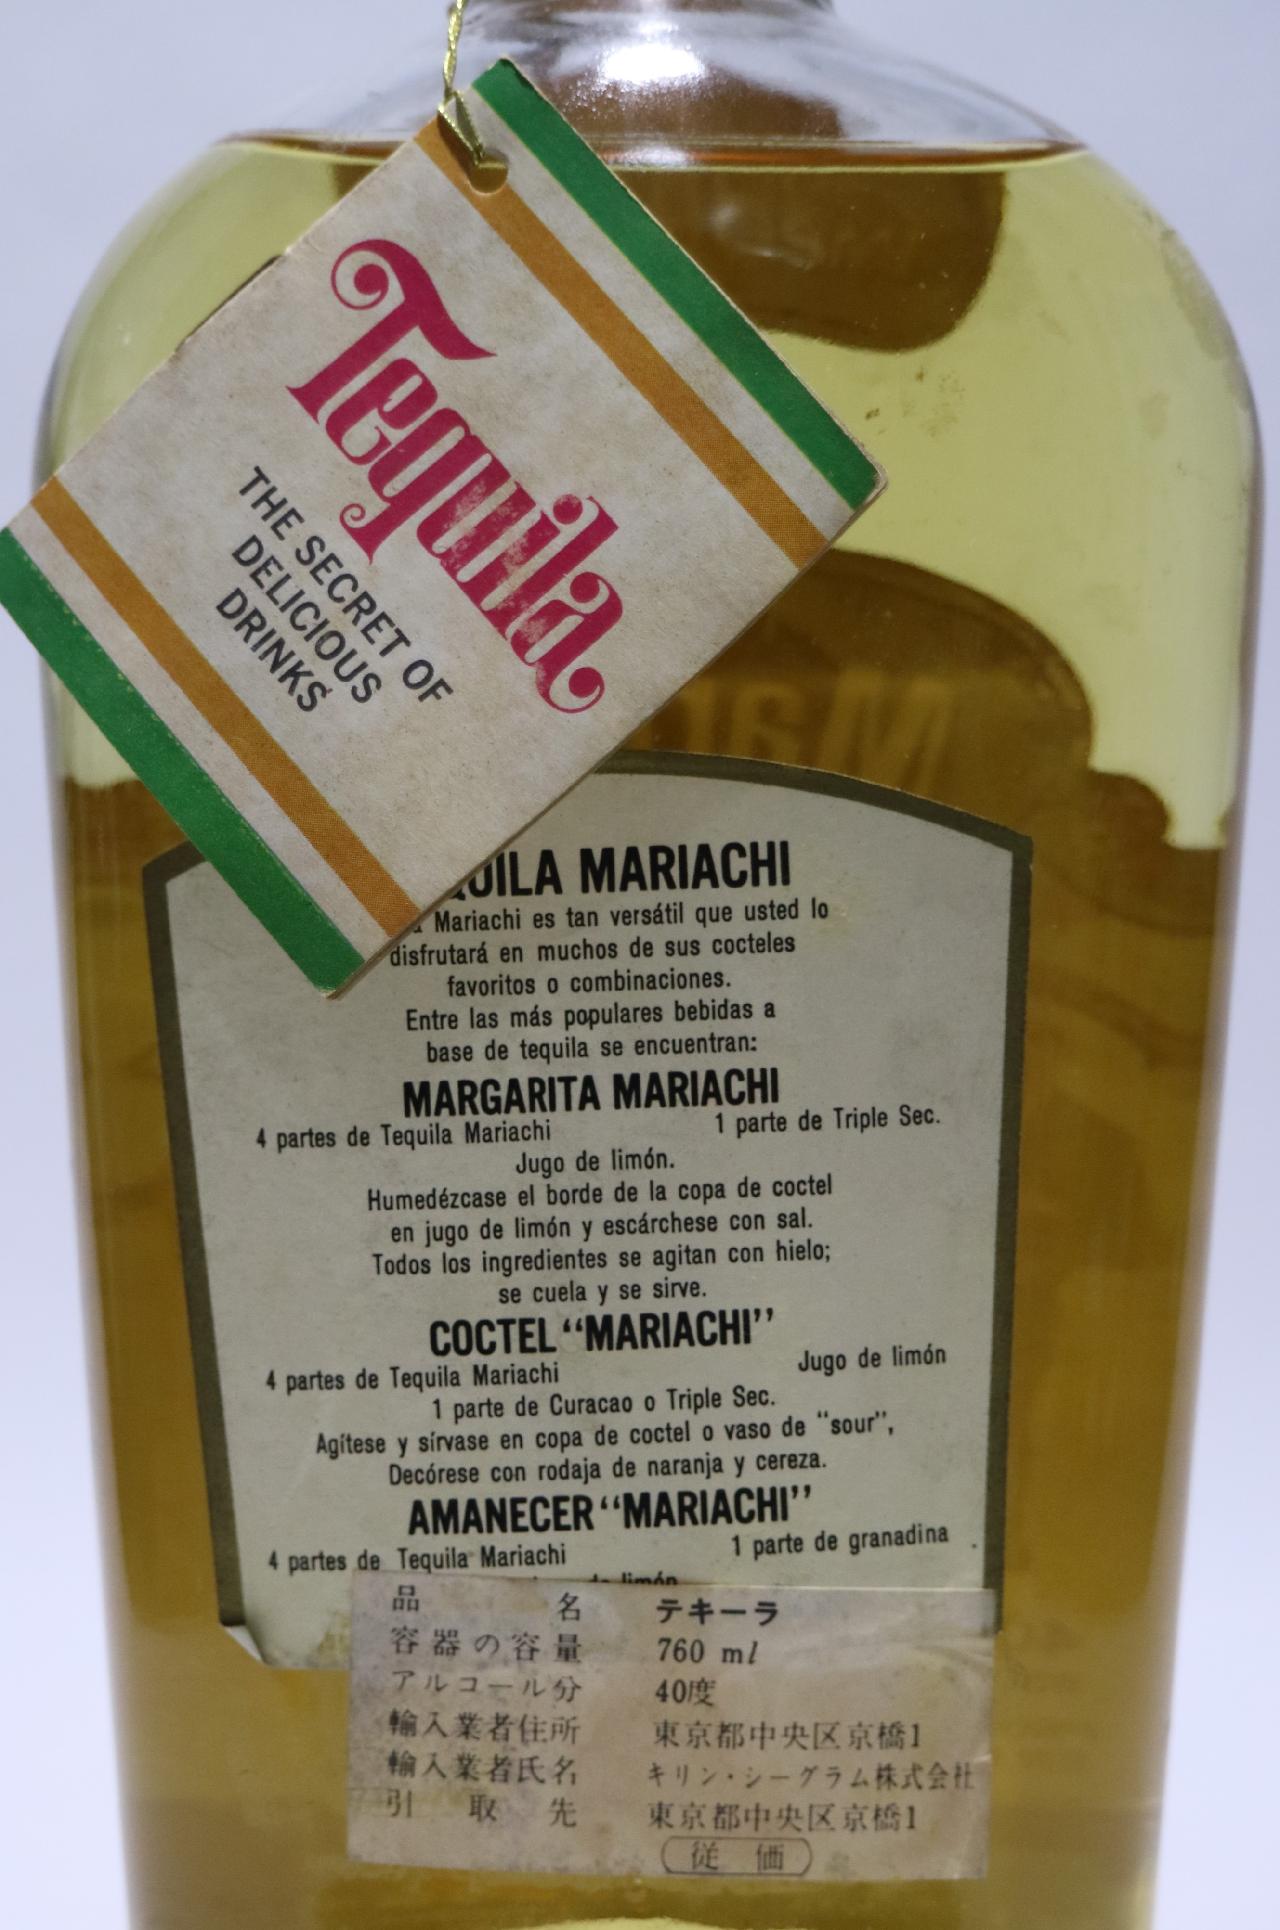 Tequila
THE SECRET OF
DELICIOUS
DRINKS
MARIACHI
Mariachi es tan versátil que usted lo
disfrutará en muchos de sus cocteles
favoritos o combinaciones.
Entre las más populares bebidas a
base de tequila se encuentran:
MARGARITA MARIACHI
4 partes de Tequila Mariachi 1 parte de Triple Sec.
Jugo de limón.
Humedézcase el borde de la copa de coctel
en jugo de limón y escárchese con sal.
Todos los ingredientes se agitan con hielo;
se cuela y se sirve.
COCTEL "MARIACHI"
4 partes de Tequila Mariachi Jugo de limón
1 parte de Curacao o Triple Sec.
Agítese y sírvase en copa de coctel o vaso de "sour",
Decórese con rodaja de naranja y cereza.
AMANECER "MARIACHI"
4 partes de Tequila Mariachi 1 parte de granadina
品名 テキーラ
容器の容量 760 ml
アルコール分 40度
輸入業者住所 東京都中央区京橋1
輸入業者氏名 キリン・シーグラム株式会社
引取先 東京都中央区京橋1
従価